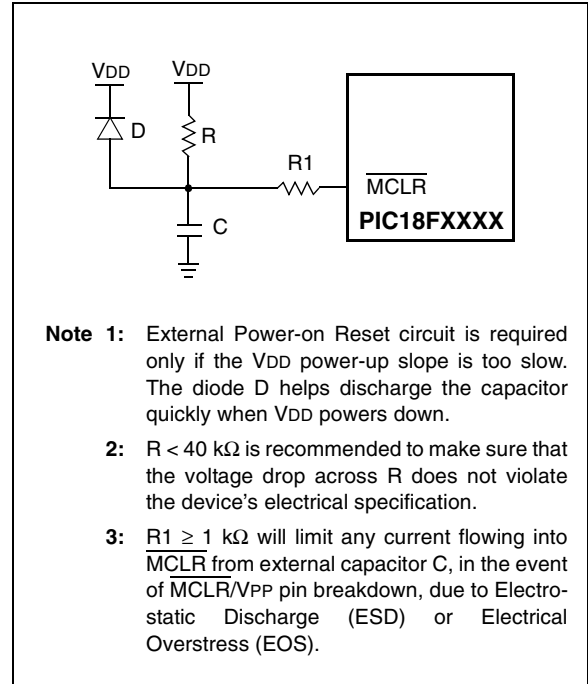 VDD VDD
D
R
R1
C
MCLR
PIC18FXXXX
Note 1: External Power-on Reset circuit is required
only if the VDD power-up slope is too slow.
The diode D helps discharge the capacitor
quickly when VDD powers down.
2: R < 40 kΩ is recommended to make sure that
the voltage drop across R does not violate
the device's electrical specification.
3: R1 ≥ 1 kΩ will limit any current flowing into
MCLR from external capacitor C, in the event
of MCLR/VPP pin breakdown, due to Electro-
static Discharge (ESD) or Electrical
Overstress (EOS).